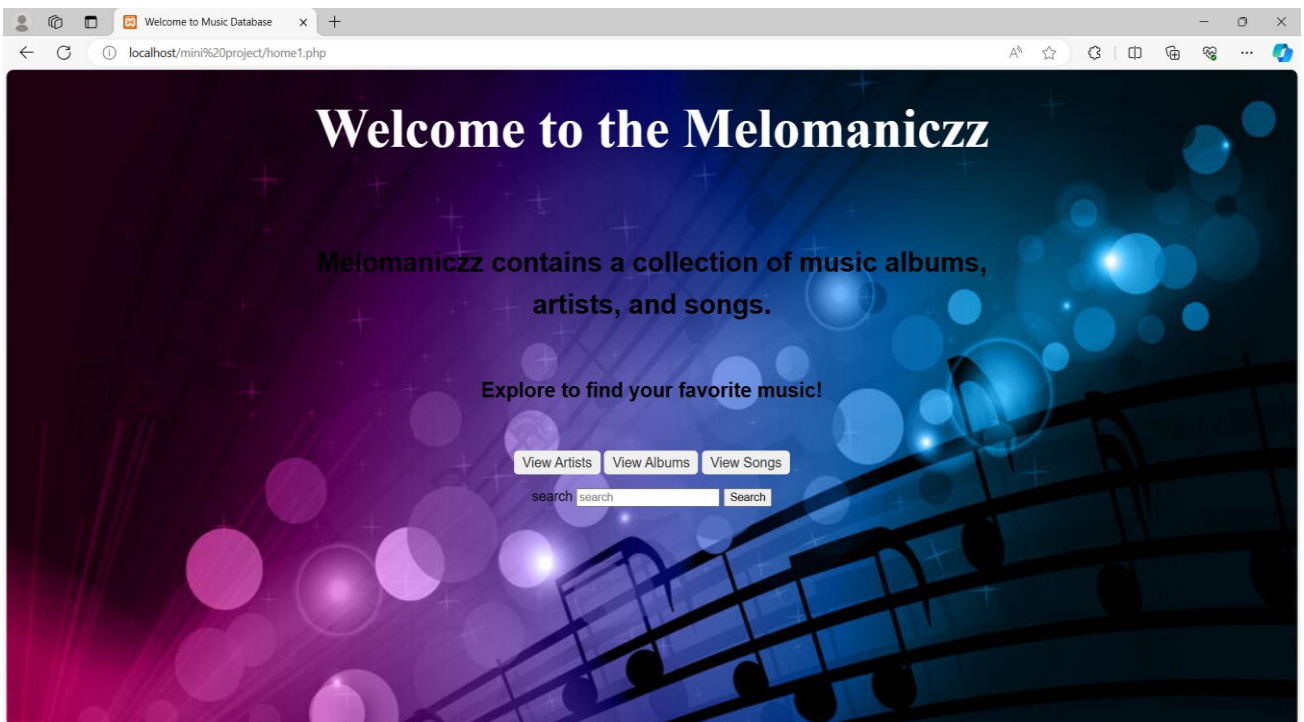 Welcome to Music Database
localhost/mini%20project/home1.php
Welcome to the Melomaniczz
Melomaniczz contains a collection of music albums,
artists, and songs.
Explore to find your favorite music!
View Artists View Albums View Songs
search search Search